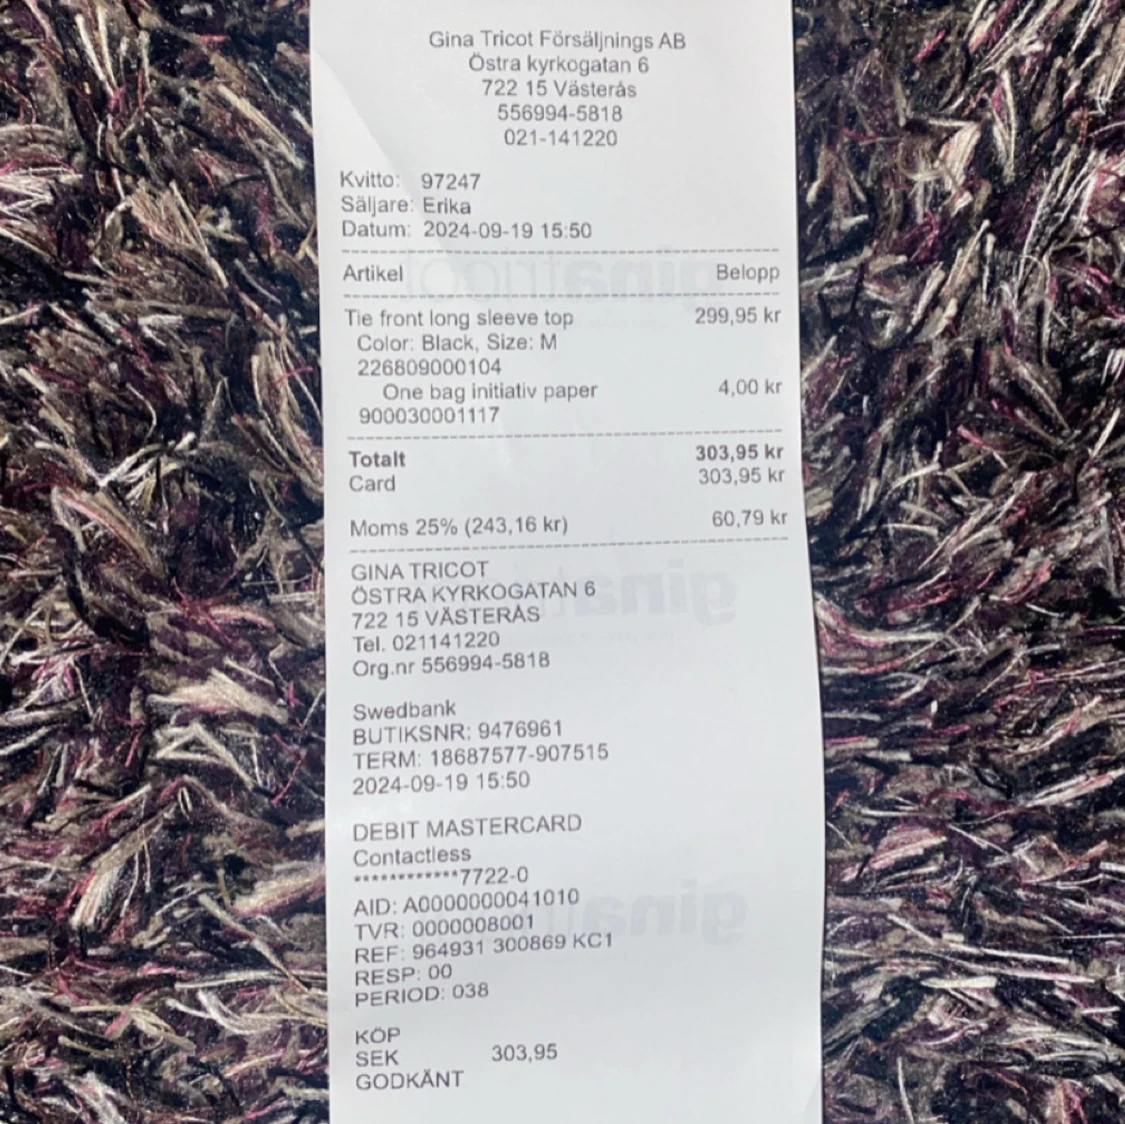 Gina Tricot Försäljnings AB
Östra kyrkogatan 6
722 15 Västerås
556994-5818
021-141220
Kvitto: 97247
Säljare: Erika
Datum: 2024-09-19 15:50
Artikel Belopp
Tie front long sleeve top 299,95 kr
Color: Black, Size: M
226809000104
One bag initiativ paper 4,00 kr
900030001117
Totalt 303,95 kr
Card 303,95 kr
Moms 25% (243,16 kr) 60,79 kr
GINA TRICOT
ÖSTRA KYRKOGATAN 6
722 15 VÄSTERÅS
Tel. 021141220
Org.nr 556994-5818
Swedbank
BUTIKSNR: 9476961
TERM: 18687577-907515
2024-09-19 15:50
DEBIT MASTERCARD
Contactless
************7722-0
AID: A0000000041010
TVR: 0000008001
REF: 964931 300869 KC1
RESP: 00
PERIOD: 038
KÖP
SEK 303,95
GODKÄNT